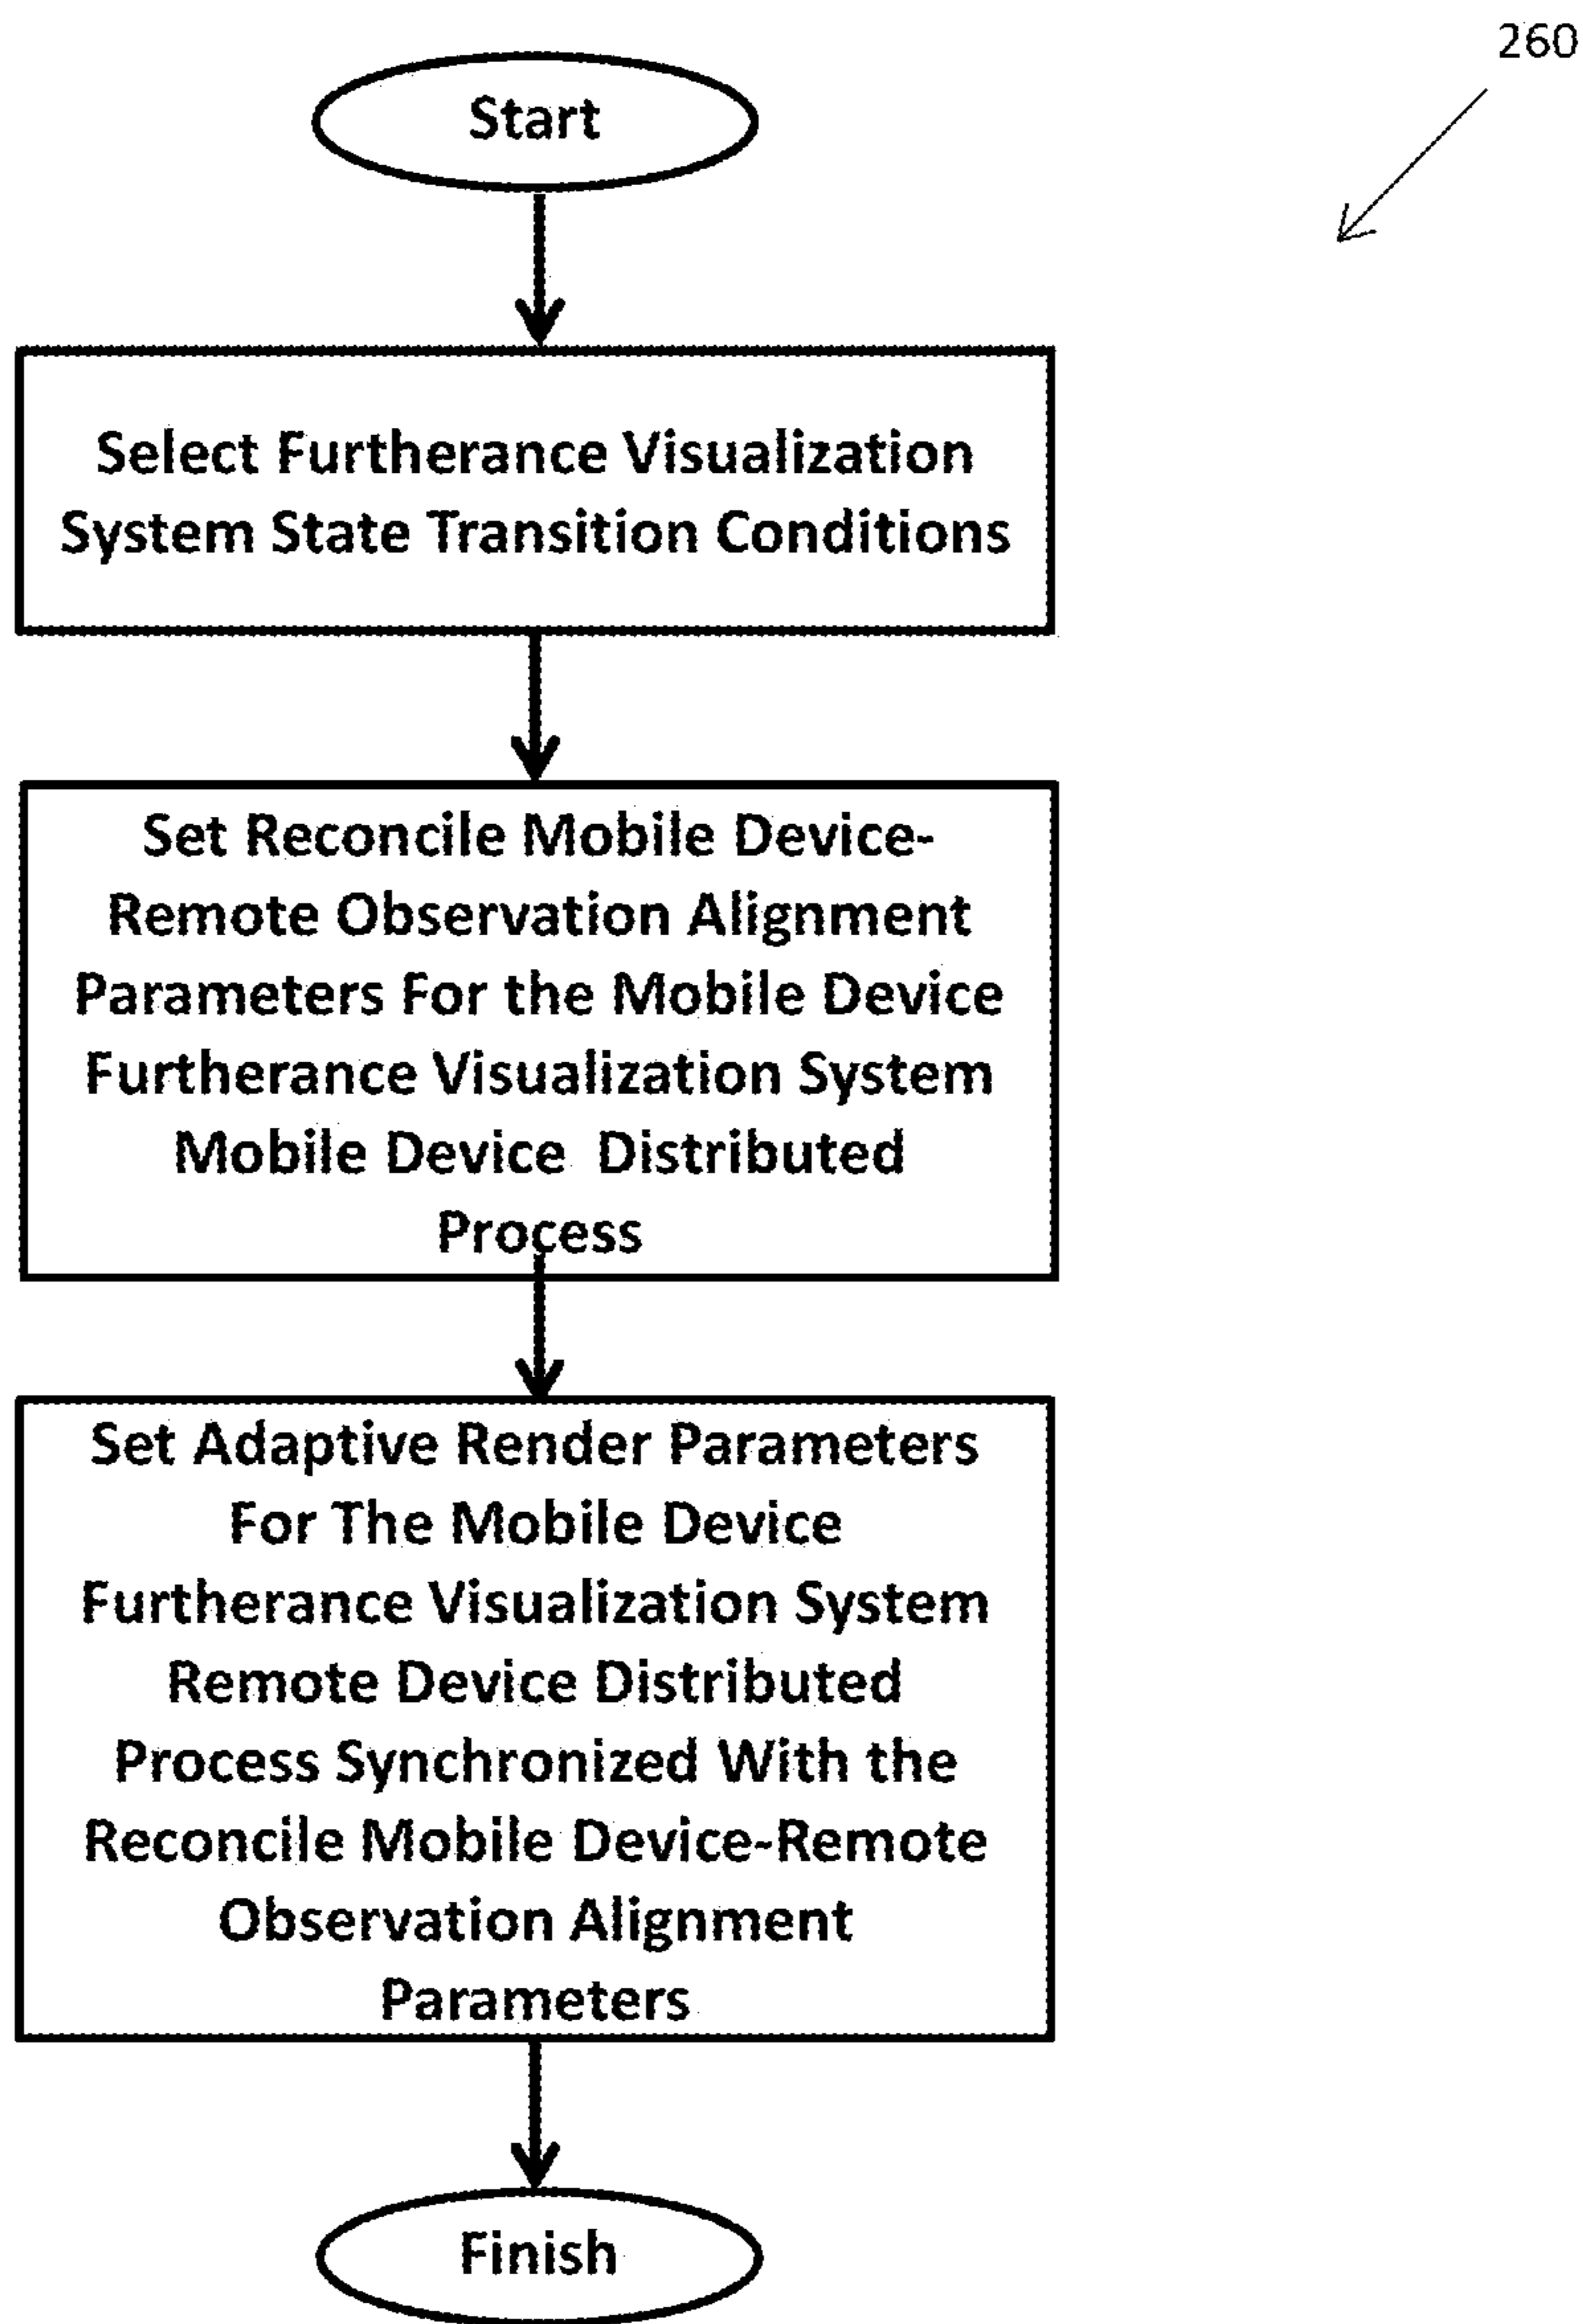 260
Start
Select Furtherance Visualization
System State Transition Conditions
Set Reconcile Mobile Device-
Remote Observation Alignment
Parameters For the Mobile Device
Furtherance Visualization System
Mobile Device Distributed
Process
Set Adaptive Render Parameters
For The Mobile Device
Furtherance Visualization System
Remote Device Distributed
Process Synchronized With the
Reconcile Mobile Device-Remote
Observation Alignment
Parameters
Finish